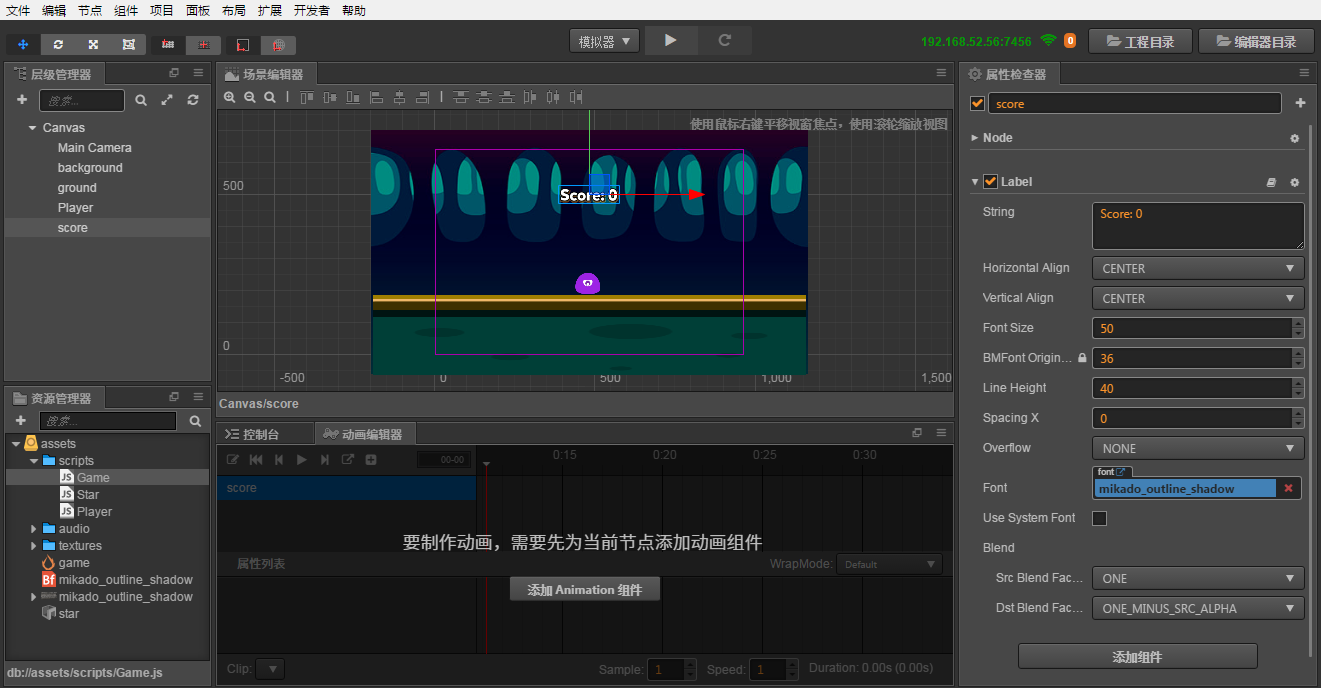 文件 编辑 节点 组件 项目 面板 布局 扩展 开发者 帮助
模拟器
192.168.52.56:7456
0
工程目录
编辑器目录
层级管理器
搜索...
Canvas
Main Camera
background
ground
Player
score
资源管理器
搜索...
assets
scripts
JS Game
JS Star
JS Player
audio
textures
game
Bf mikado_outline_shadow
mikado_outline_shadow
star
db://assets/scripts/Game.js
场景编辑器
使用鼠标右键平移视窗焦点，使用滚轮缩放视图
500
Score: 0
0
-500 0 500 1,000 1,500
Canvas/score
控制台
动画编辑器
00-00
0:15 0:20 0:25 0:30
score
要制作动画，需要先为当前节点添加动画组件
属性列表
WrapMode: Default
添加 Animation 组件
Clip:
Sample: 1
Speed: 1
Duration: 0.00s (0.00s)
属性检查器
score
Node
Label
String Score: 0
Horizontal Align CENTER
Vertical Align CENTER
Font Size 50
BMFont Origin... 36
Line Height 40
Spacing X 0
Overflow NONE
font
Font mikado_outline_shadow
Use System Font
Blend
Src Blend Fac... ONE
Dst Blend Fac... ONE_MINUS_SRC_ALPHA
添加组件